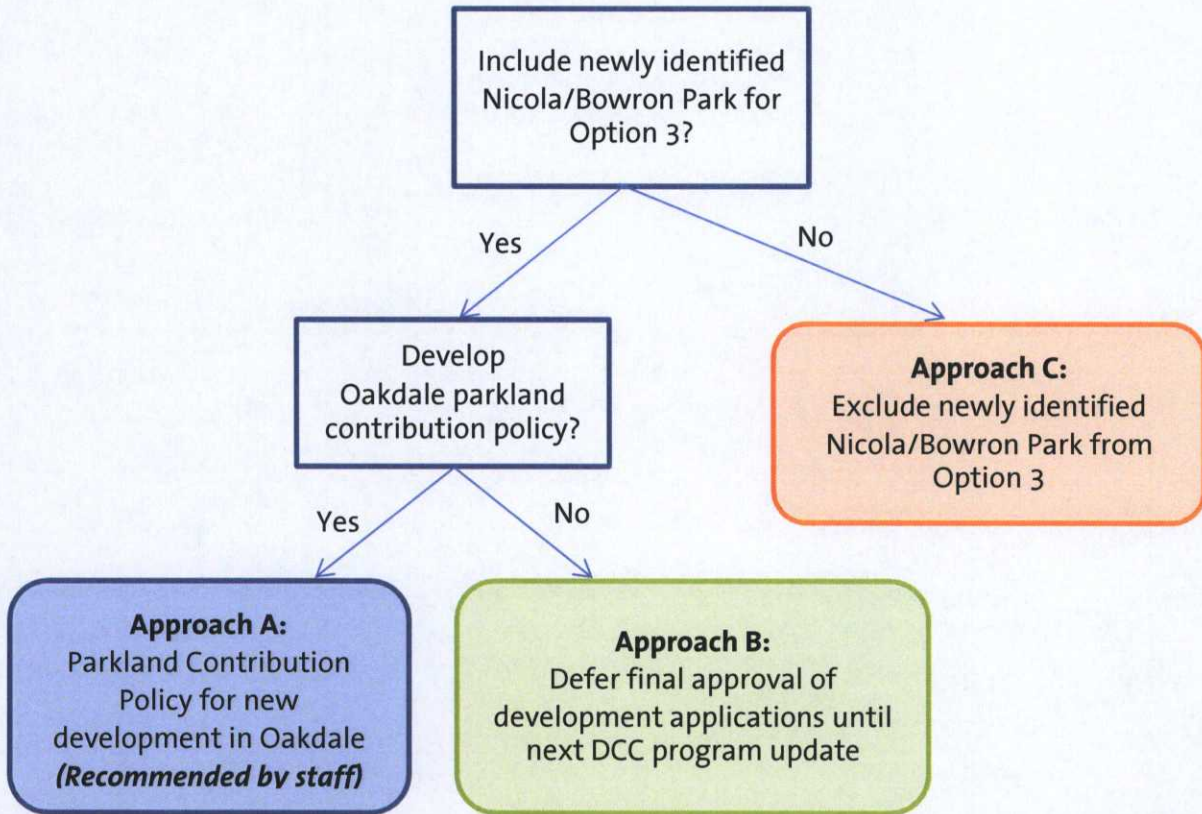 Include newly identified
Nicola/Bowron Park for
Option 3?
Yes
No
Develop
Oakdale parkland
contribution policy?
Approach C:
Exclude newly identified
Nicola/Bowron Park from
Option 3
Yes
No
Approach A:
Parkland Contribution
Policy for new
development in Oakdale
(Recommended by staff)
Approach B:
Defer final approval of
development applications until
next DCC program update